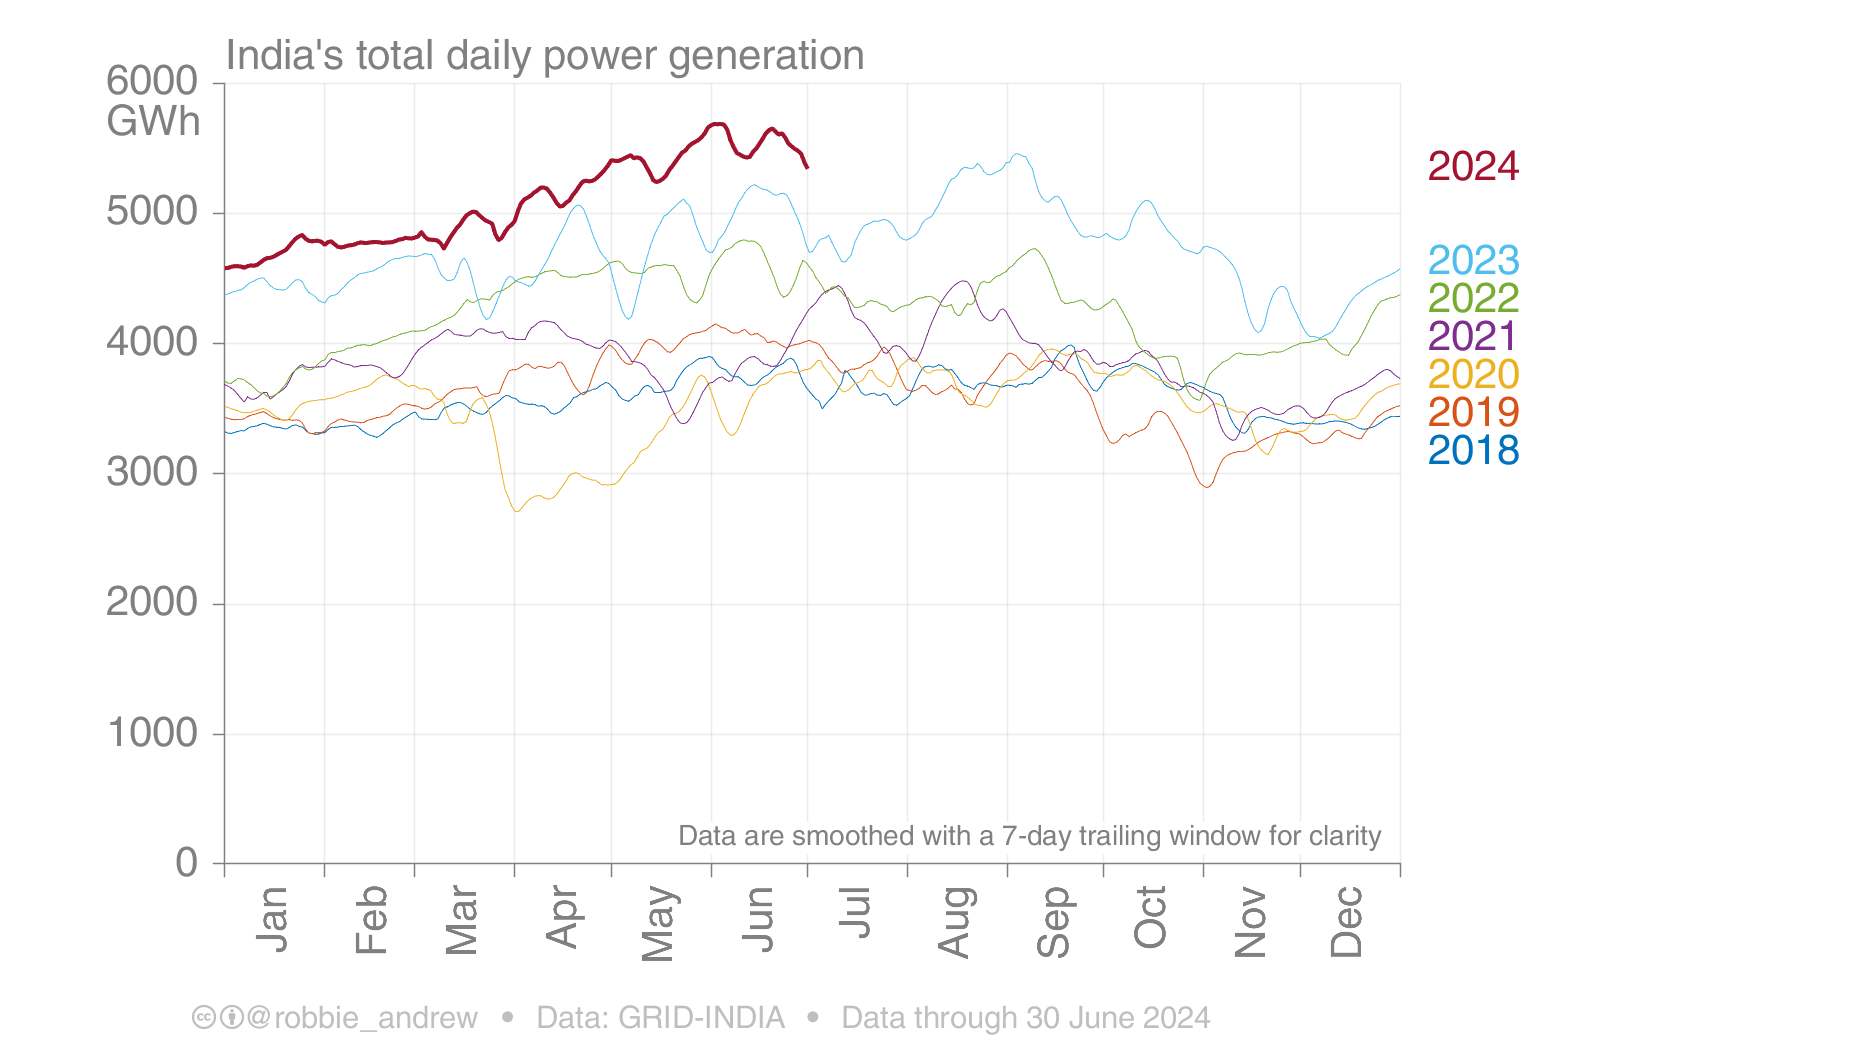 India's total daily power generation
6000
GWh
5000
4000
3000
2000
1000
0
2024
2023
2022
2021
2020
2019
2018
Data are smoothed with a 7-day trailing window for clarity
Jan Feb Mar Apr May Jun Jul Aug Sep Oct Nov Dec
@robbie_andrew • Data: GRID-INDIA • Data through 30 June 2024